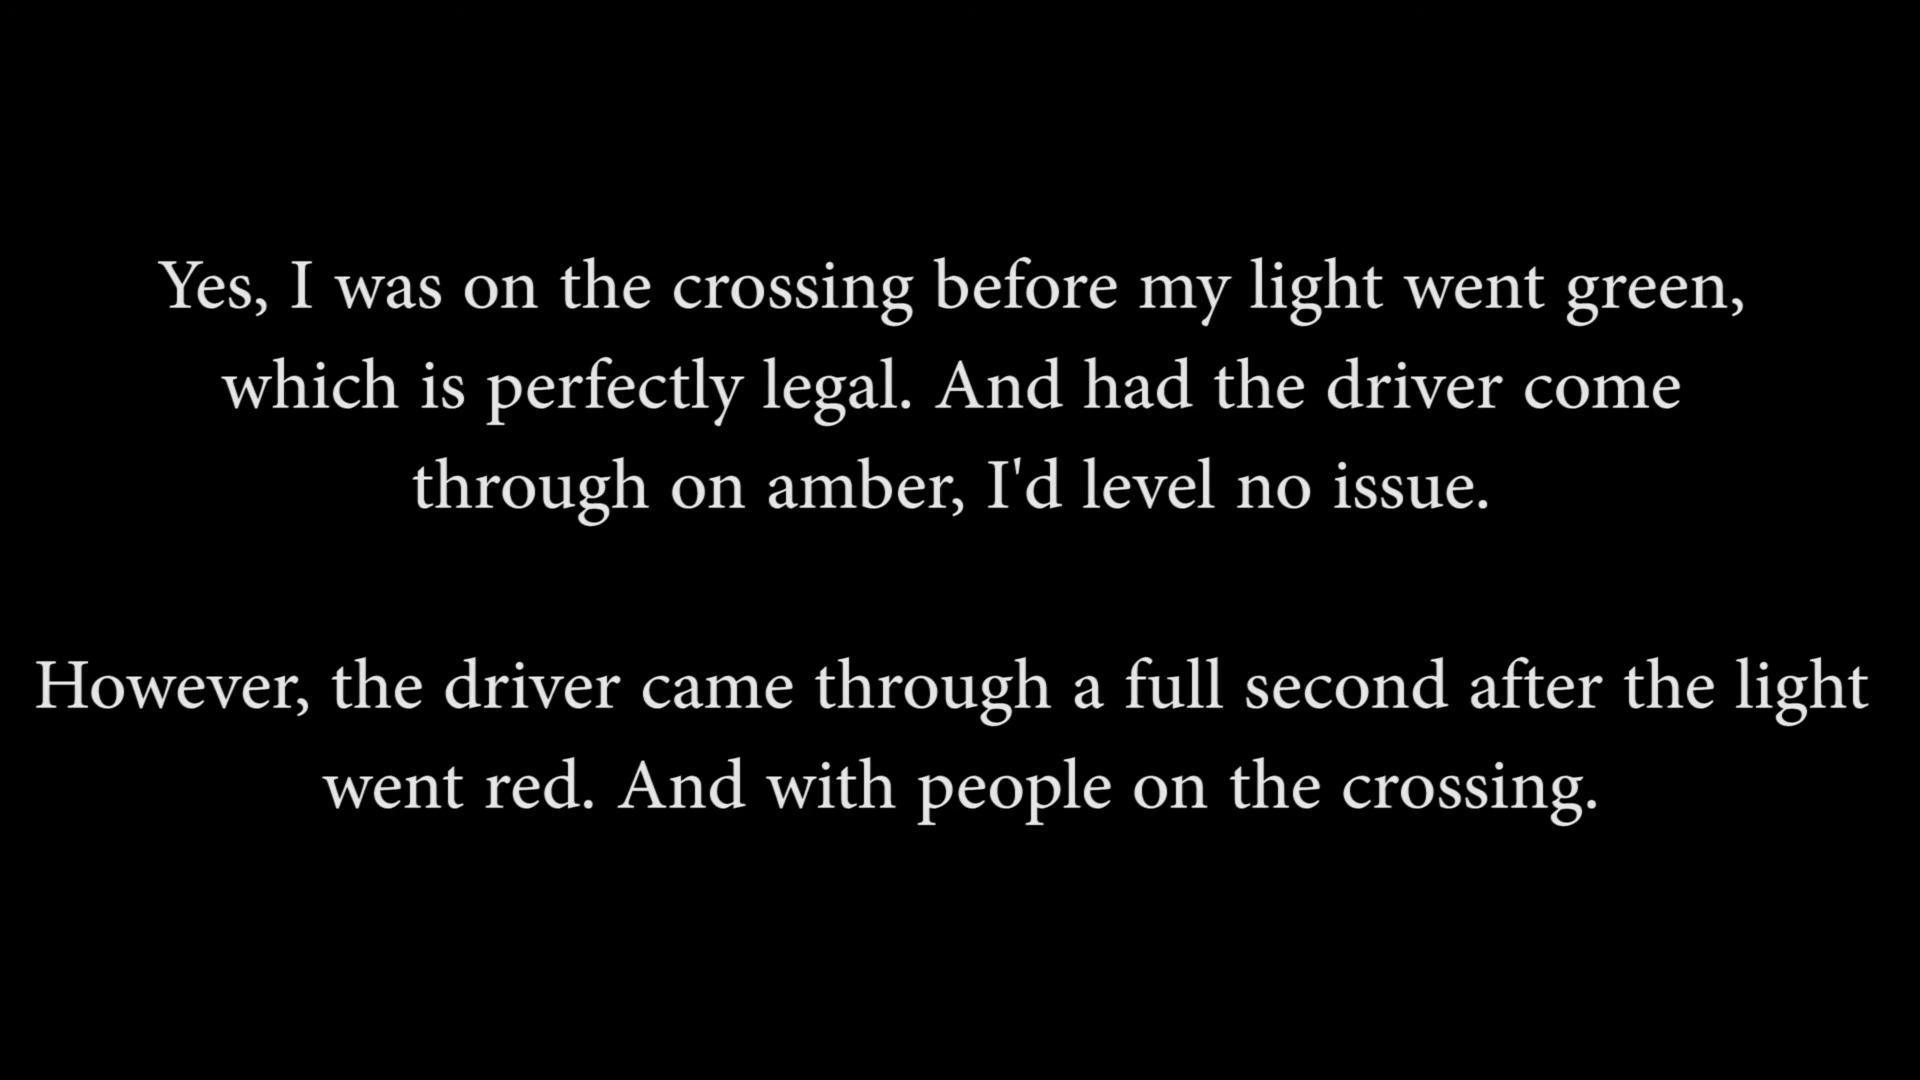 Yes, I was on the crossing before my light went green,
which is perfectly legal. And had the driver come
through on amber, I'd level no issue.
However, the driver came through a full second after the light
went red. And with people on the crossing.